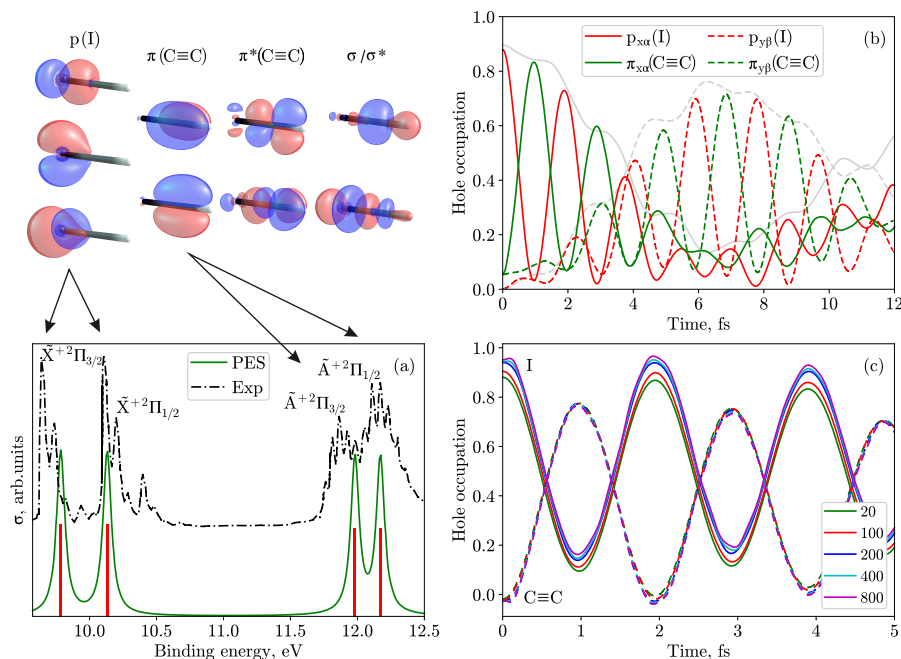 p(I)
π(C≡C)
π*(C≡C)
σ/σ*
(a)
PES
Exp
X̃⁺²Π₃/₂
X̃⁺²Π₁/₂
Ã⁺²Π₃/₂
Ã⁺²Π₁/₂
σ, arb.units
10.0 10.5 11.0 11.5 12.0 12.5
Binding energy, eV
(b)
pₓα(I)
πₓα(C≡C)
p_yβ(I)
π_yβ(C≡C)
Hole occupation
1.0
0.8
0.6
0.4
0.2
0.0
0 2 4 6 8 10 12
Time, fs
I
(c)
C≡C
20
100
200
400
800
Hole occupation
1.0
0.8
0.6
0.4
0.2
0.0
0 1 2 3 4 5
Time, fs